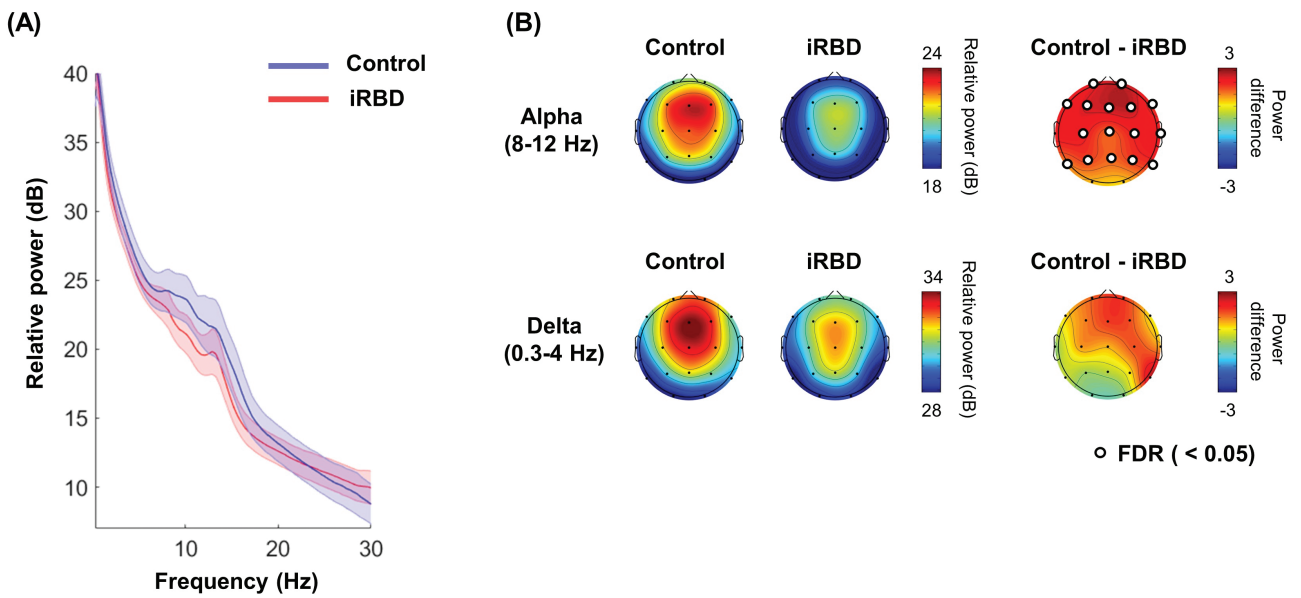 (A)
Control
iRBD
40
35
30
25
20
15
10
Relative power (dB)
10 20 30
Frequency (Hz)
(B)
Control iRBD Control - iRBD
Alpha
(8-12 Hz)
24
18
Relative power (dB)
3
-3
Power
difference
Control iRBD Control - iRBD
Delta
(0.3-4 Hz)
34
28
Relative power (dB)
3
-3
Power
difference
FDR ( < 0.05)